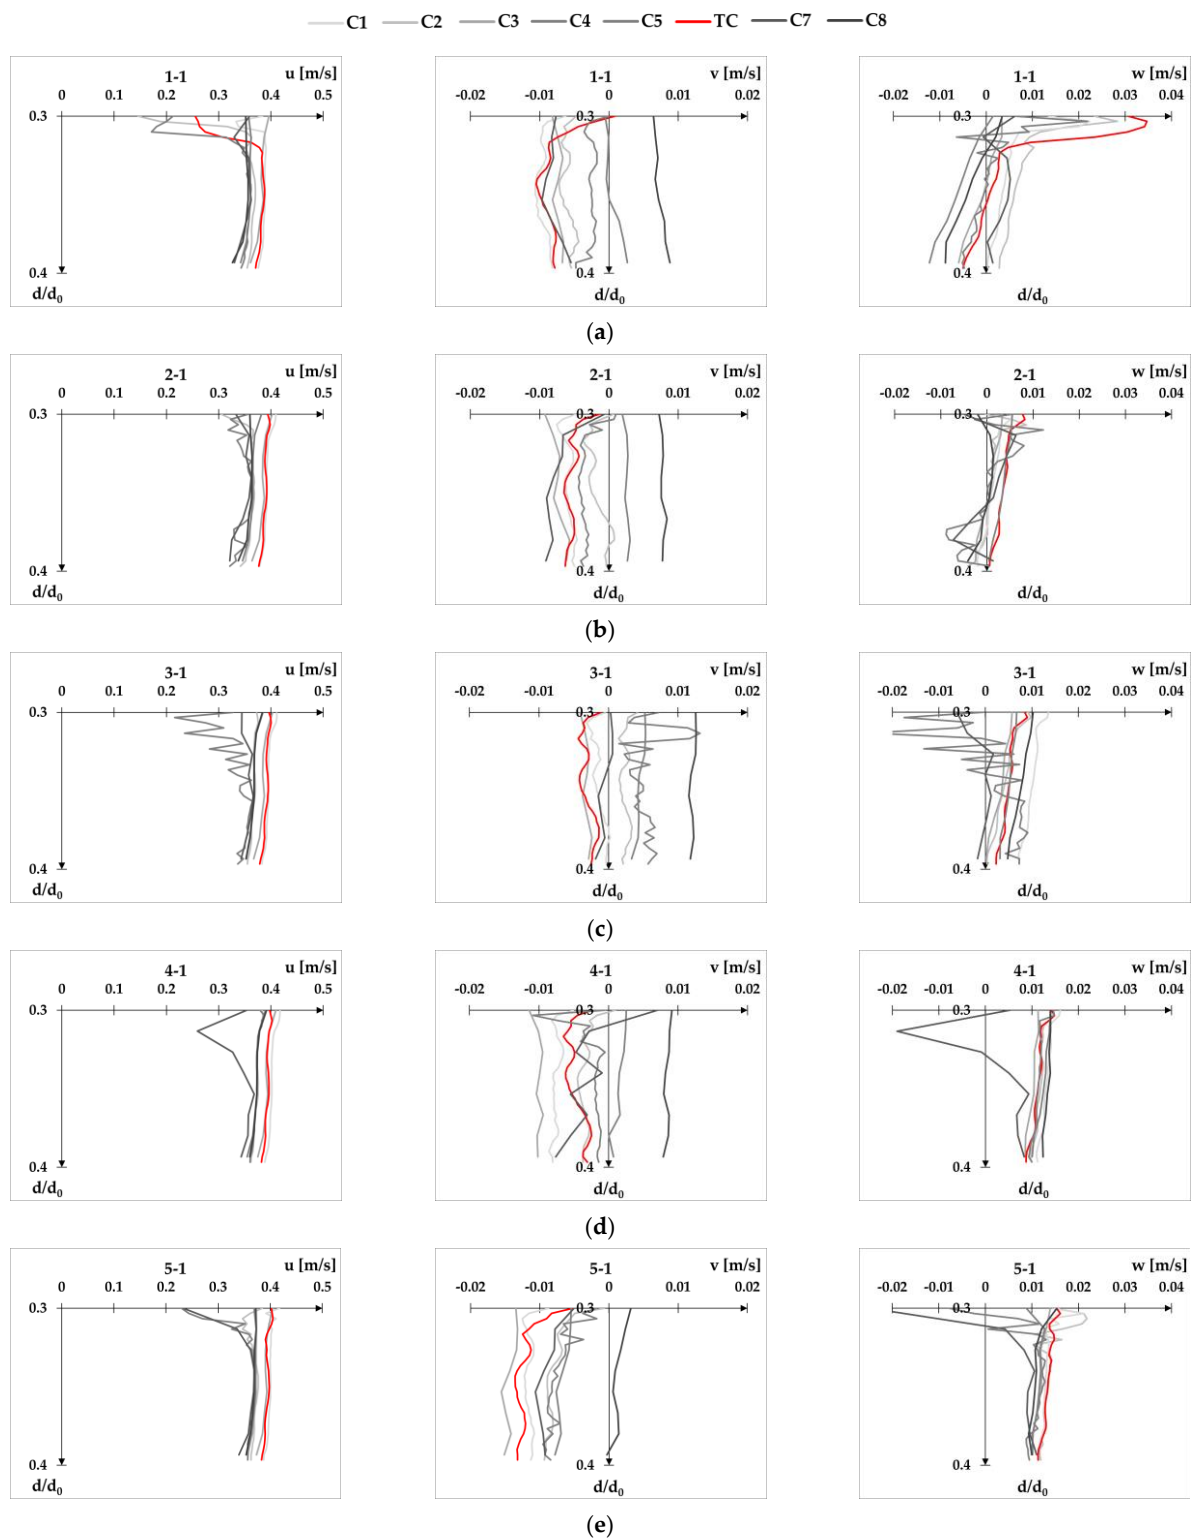 C1 C2 C3 C4 C5 TC C7 C8
1-1 u [m/s] 1-1 v [m/s] 1-1 w [m/s]
0 0.1 0.2 0.3 0.4 0.5 -0.02 -0.01 0 0.01 0.02 -0.02 -0.01 0 0.01 0.02 0.03 0.04
0.3 0.3 0.3
0.4 0.4 0.4
d/d0 d/d0 d/d0
(a)
2-1 u [m/s] 2-1 v [m/s] 2-1 w [m/s]
0 0.1 0.2 0.3 0.4 0.5 -0.02 -0.01 0 0.01 0.02 -0.02 -0.01 0 0.01 0.02 0.03 0.04
0.3 0.3 0.3
0.4 0.4 0.4
d/d0 d/d0 d/d0
(b)
3-1 u [m/s] 3-1 v [m/s] 3-1 w [m/s]
0 0.1 0.2 0.3 0.4 0.5 -0.02 -0.01 0 0.01 0.02 -0.02 -0.01 0 0.01 0.02 0.03 0.04
0.3 0.3 0.3
0.4 0.4 0.4
d/d0 d/d0 d/d0
(c)
4-1 u [m/s] 4-1 v [m/s] 4-1 w [m/s]
0 0.1 0.2 0.3 0.4 0.5 -0.02 -0.01 0 0.01 0.02 -0.02 -0.01 0 0.01 0.02 0.03 0.04
0.3 0.3 0.3
0.4 0.4 0.4
d/d0 d/d0 d/d0
(d)
5-1 u [m/s] 5-1 v [m/s] 5-1 w [m/s]
0 0.1 0.2 0.3 0.4 0.5 -0.02 -0.01 0 0.01 0.02 -0.02 -0.01 0 0.01 0.02 0.03 0.04
0.3 0.3 0.3
0.4 0.4 0.4
d/d0 d/d0 d/d0
(e)